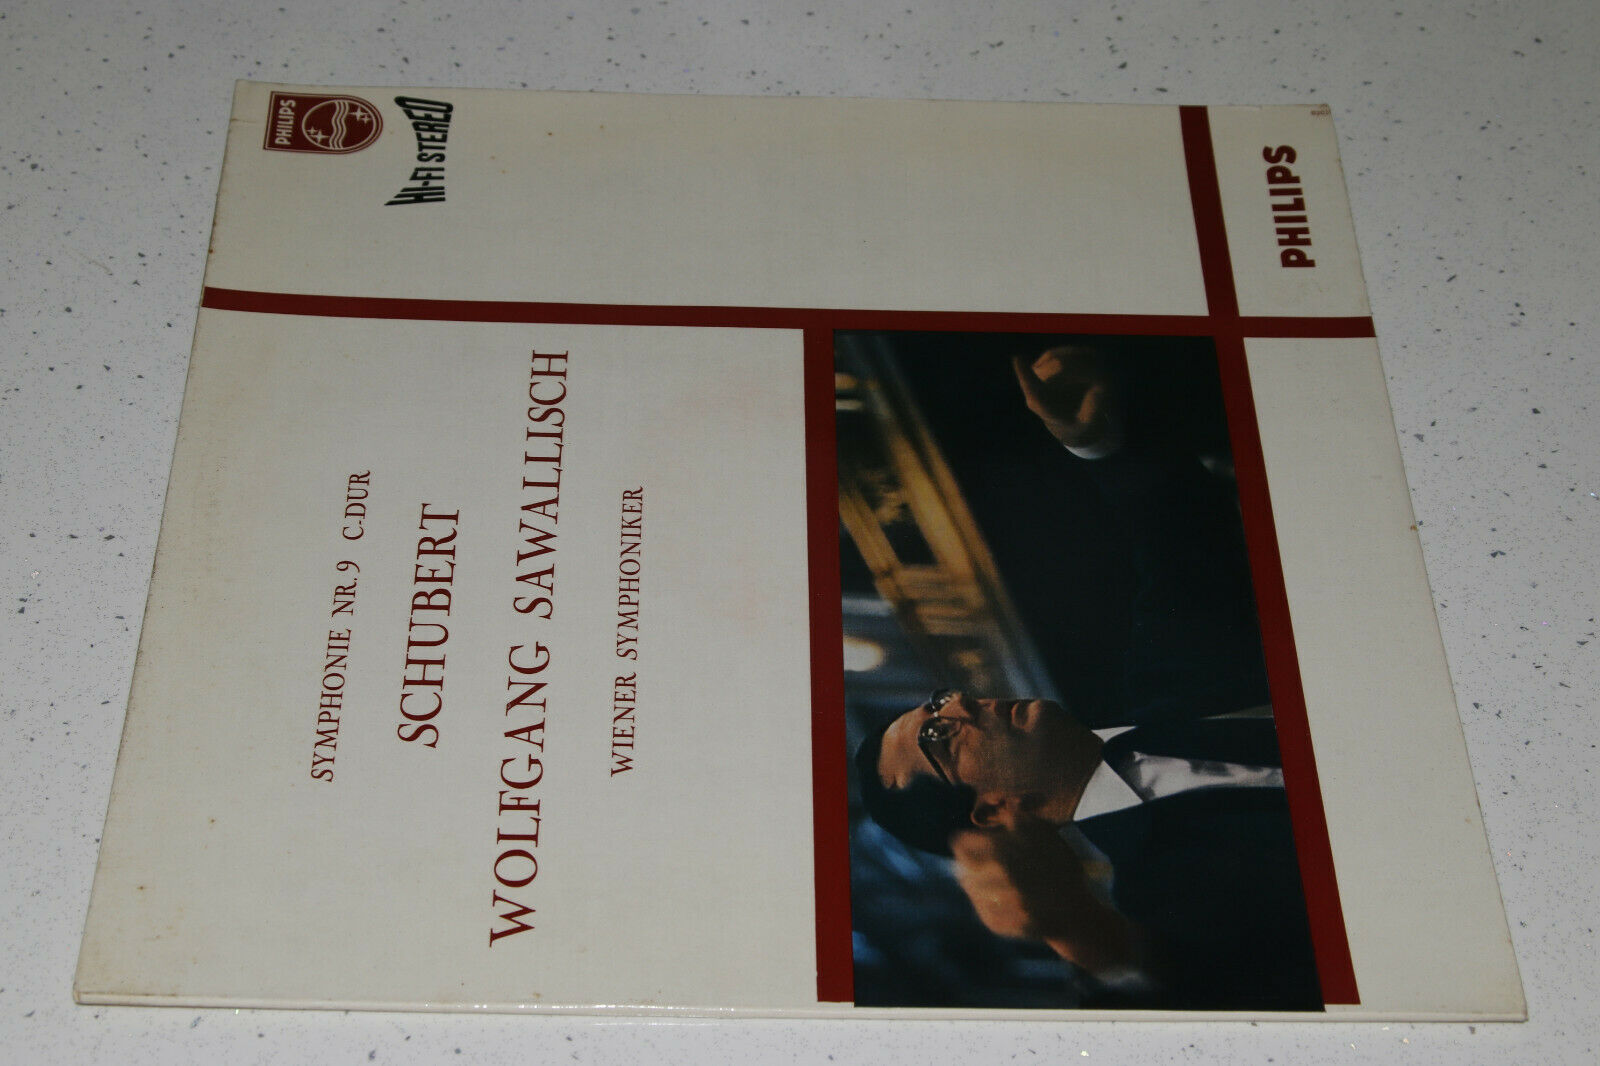 PHILIPS
HI-FI STEREO
SYMPHONIE NR. 9 C-DUR
SCHUBERT
WOLFGANG SAWALLISCH
WIENER SYMPHONIKER
PHILIPS